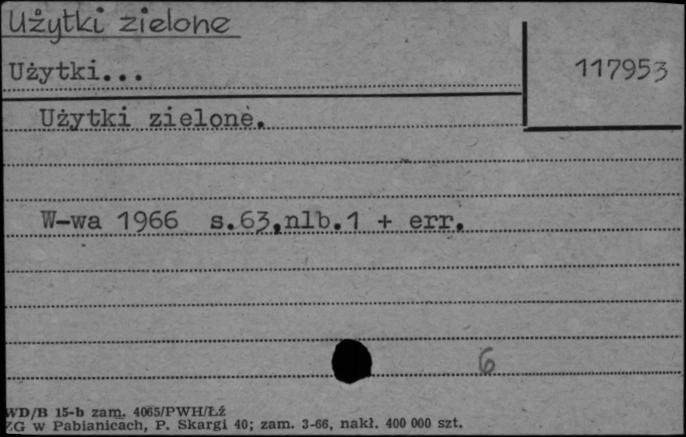 Użytki zielone
Użytki...
117953
Użytki zielone.
W-wa 1966 s.63,nlb.1 + err.
6
WD/B 15-b zam. 4065/PWH/Łź
ZG w Pabianicach, P. Skargi 40; zam. 3-66, nakł. 400 000 szt.